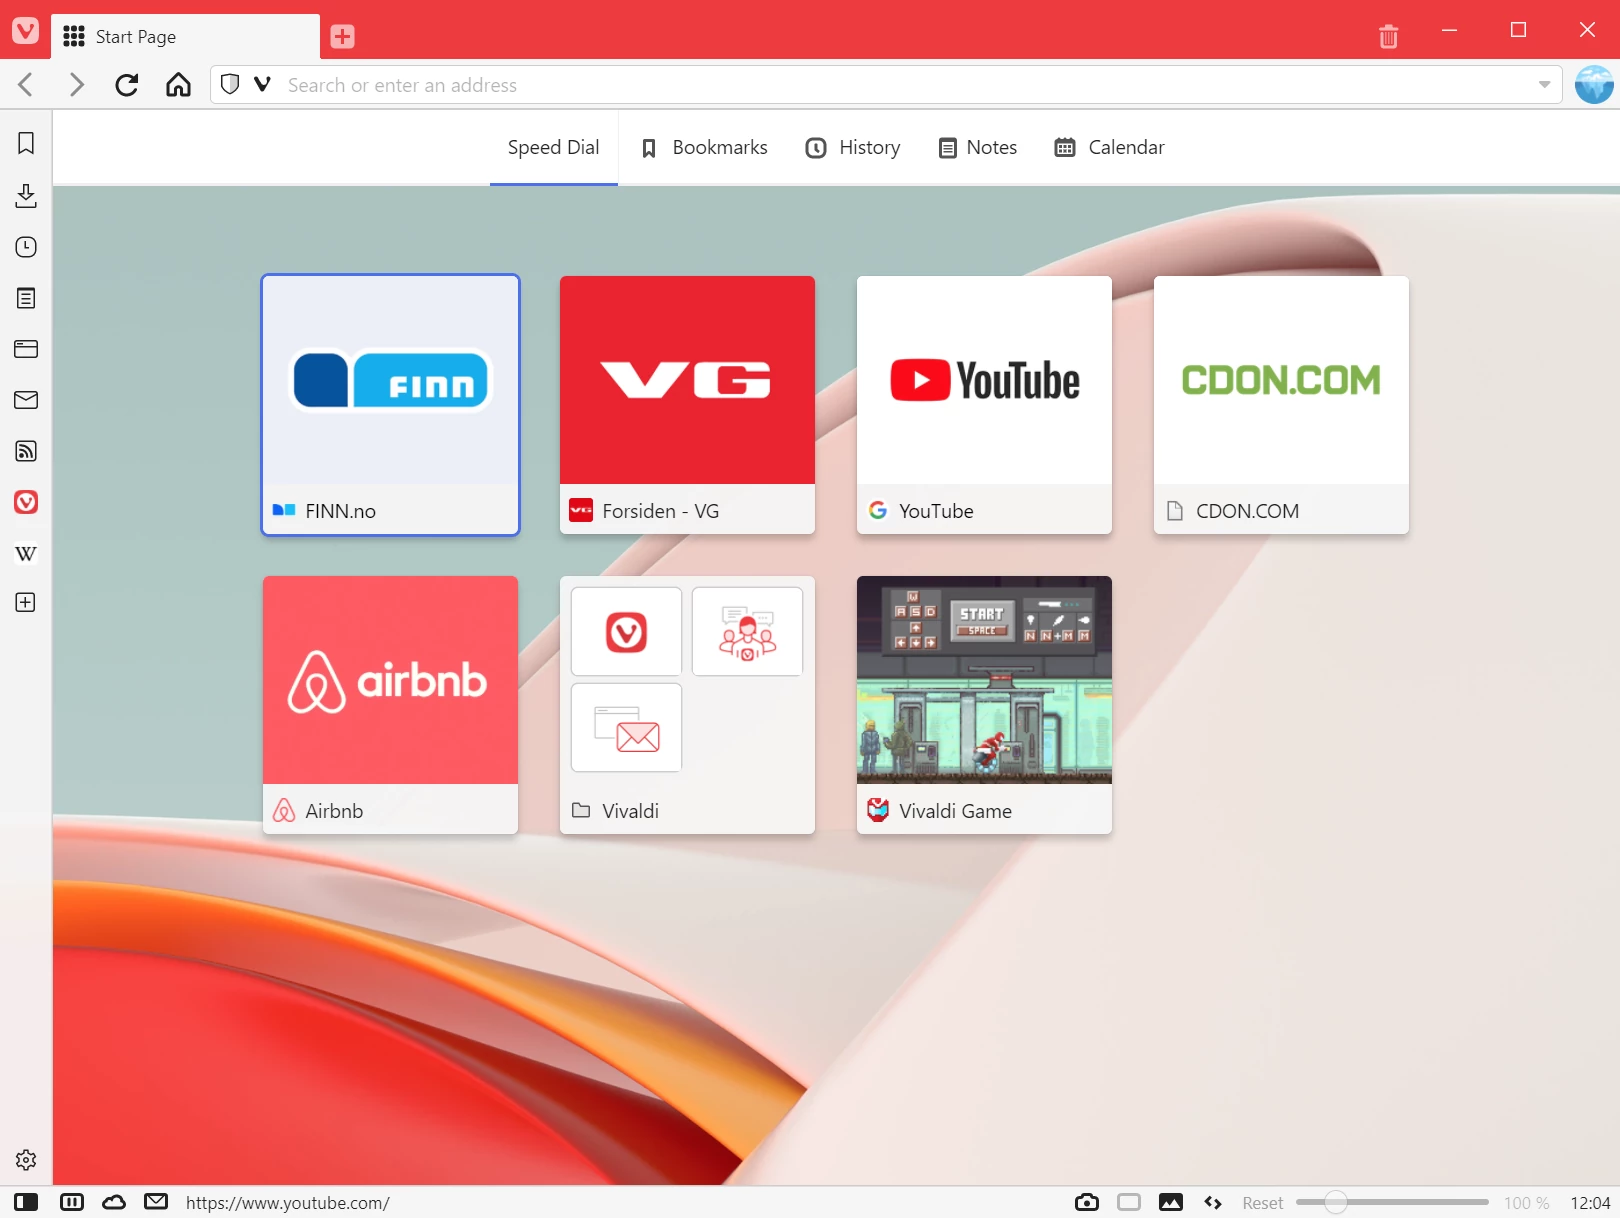 Start Page
Search or enter an address
Speed Dial
Bookmarks
History
Notes
Calendar
FINN
VG
YouTube
CDON.COM
FINN.no
VG
Forsiden - VG
YouTube
CDON.COM
W
airbnb
W
A S D
START
SPACE
N N+M M
Airbnb
Vivaldi
Vivaldi Game
https://www.youtube.com/
Reset
100 %
12:04